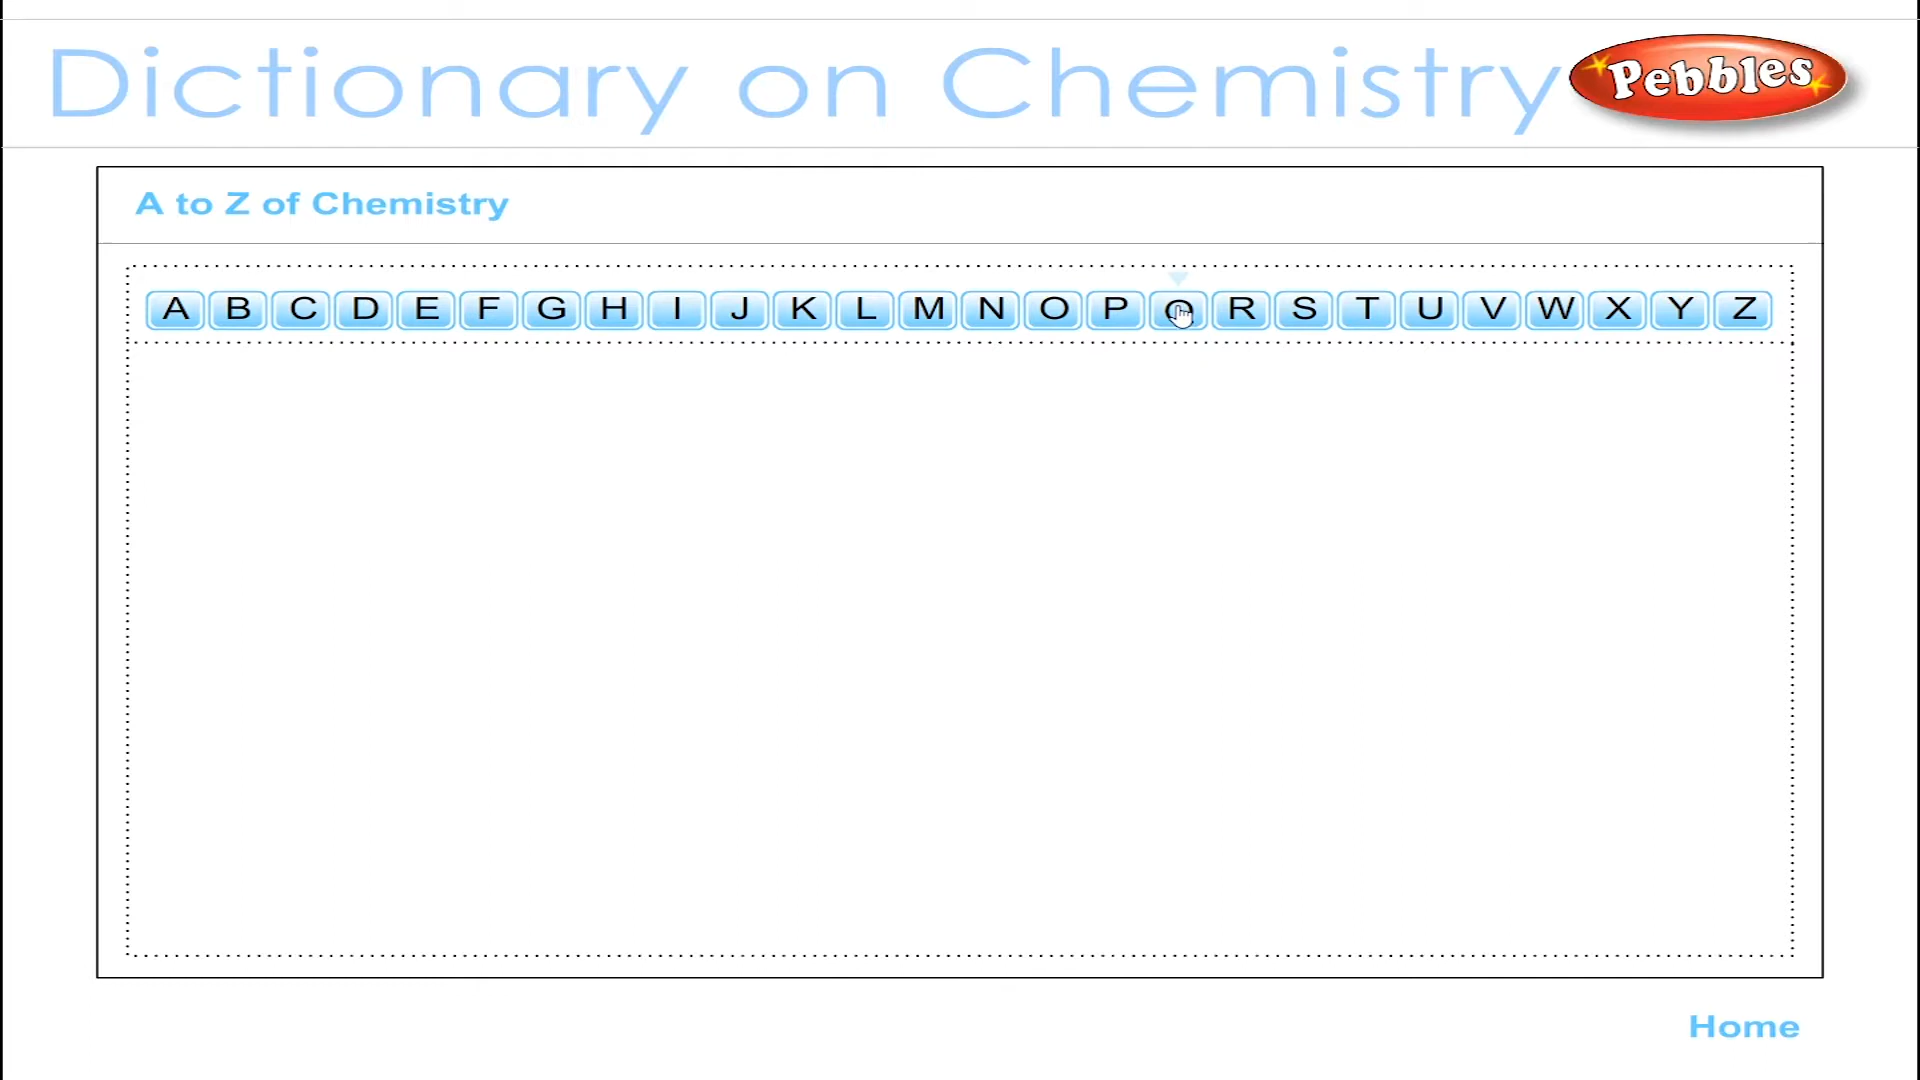 Dictionary on Chemistry
Pebbles
A to Z of Chemistry
A B C D E F G H I J K L M N O P Q R S T U V W X Y Z
Home